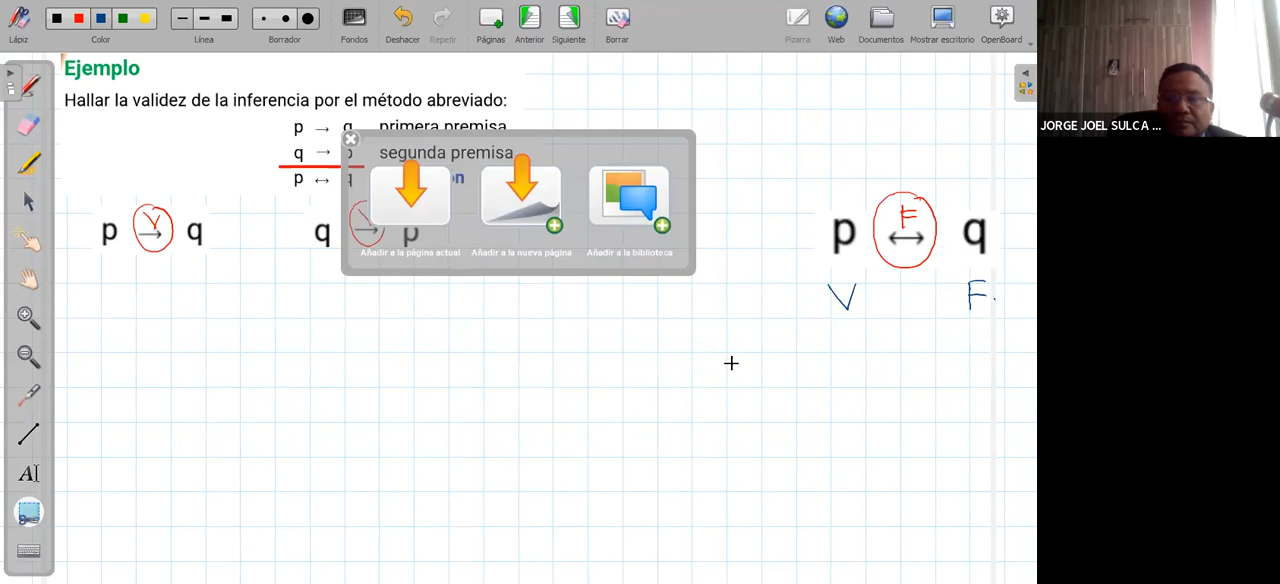 Lápiz Color Línea Borrador Fondos Deshacer Repetir Páginas Anterior Siguiente Borrar Pizarra Web Documentos Mostrar escritorio OpenBoard
JORGE JOEL SULCA ...
Ejemplo
Hallar la validez de la inferencia por el método abreviado:
p → q primera premisa
q → p segunda premisa
p ↔ q
p → q
V
q → p
p ↔ q
F
V F.
Añadir a la página actual Añadir a la nueva página Añadir a la biblioteca
AI